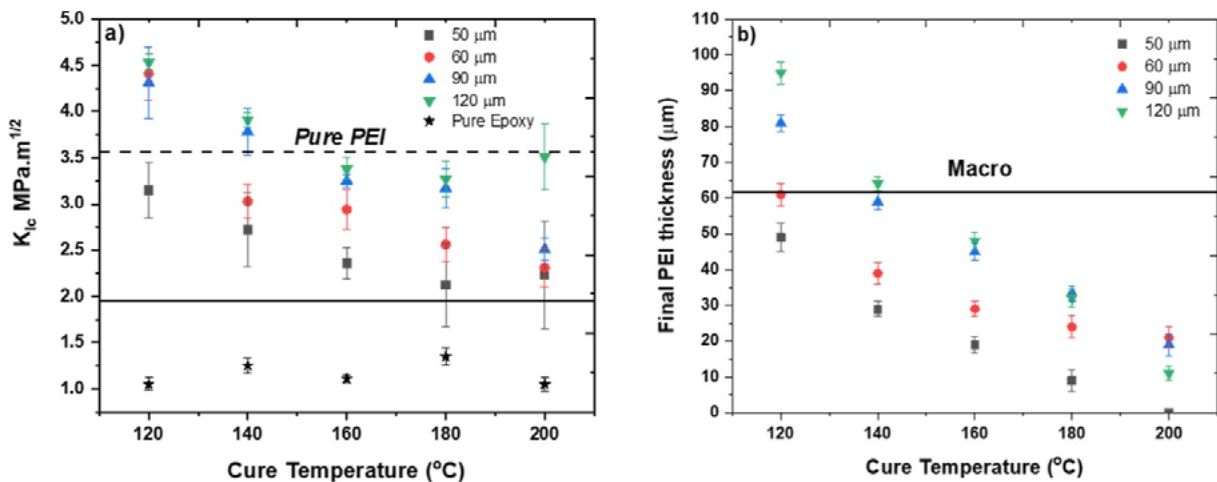 a)
5.0
4.5
4.0
3.5
3.0
2.5
2.0
1.5
1.0
K_Ic MPa.m^1/2
50 μm
60 μm
90 μm
120 μm
Pure Epoxy
Pure PEI
120 140 160 180 200
Cure Temperature (°C)
b)
110
100
90
80
70
60
50
40
30
20
10
0
Final PEI thickness (μm)
50 μm
60 μm
90 μm
120 μm
Macro
120 140 160 180 200
Cure Temperature (°C)